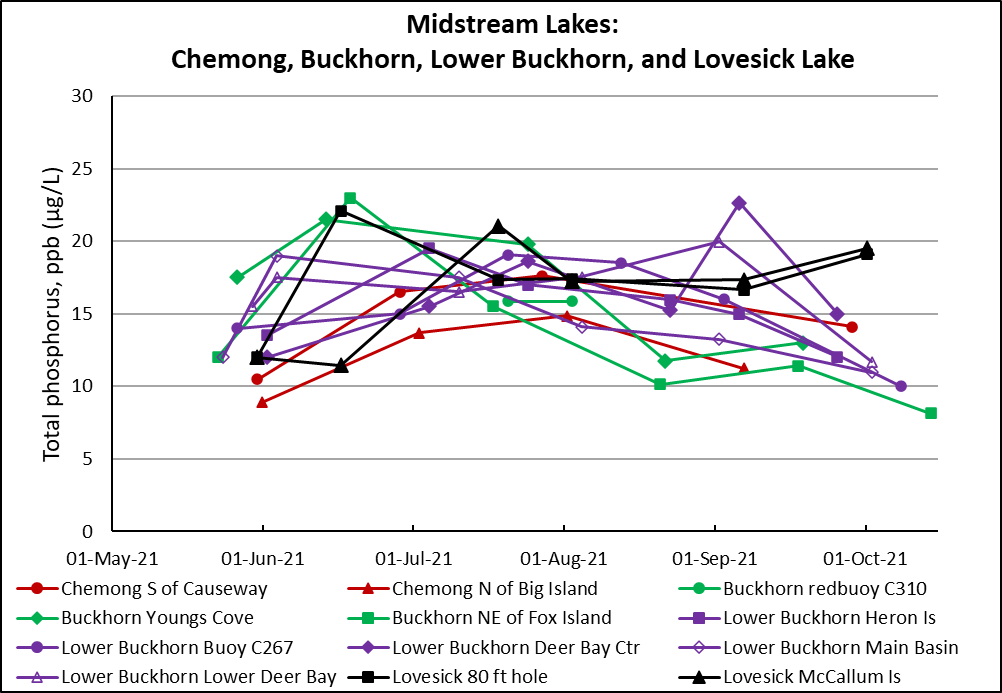 Midstream Lakes:
Chemong, Buckhorn, Lower Buckhorn, and Lovesick Lake
Total phosphorus, ppb (µg/L)
30
25
20
15
10
5
0
01-May-21 01-Jun-21 01-Jul-21 01-Aug-21 01-Sep-21 01-Oct-21
Chemong S of Causeway Chemong N of Big Island Buckhorn redbuoy C310
Buckhorn Youngs Cove Buckhorn NE of Fox Island Lower Buckhorn Heron Is
Lower Buckhorn Buoy C267 Lower Buckhorn Deer Bay Ctr Lower Buckhorn Main Basin
Lower Buckhorn Lower Deer Bay Lovesick 80 ft hole Lovesick McCallum Is